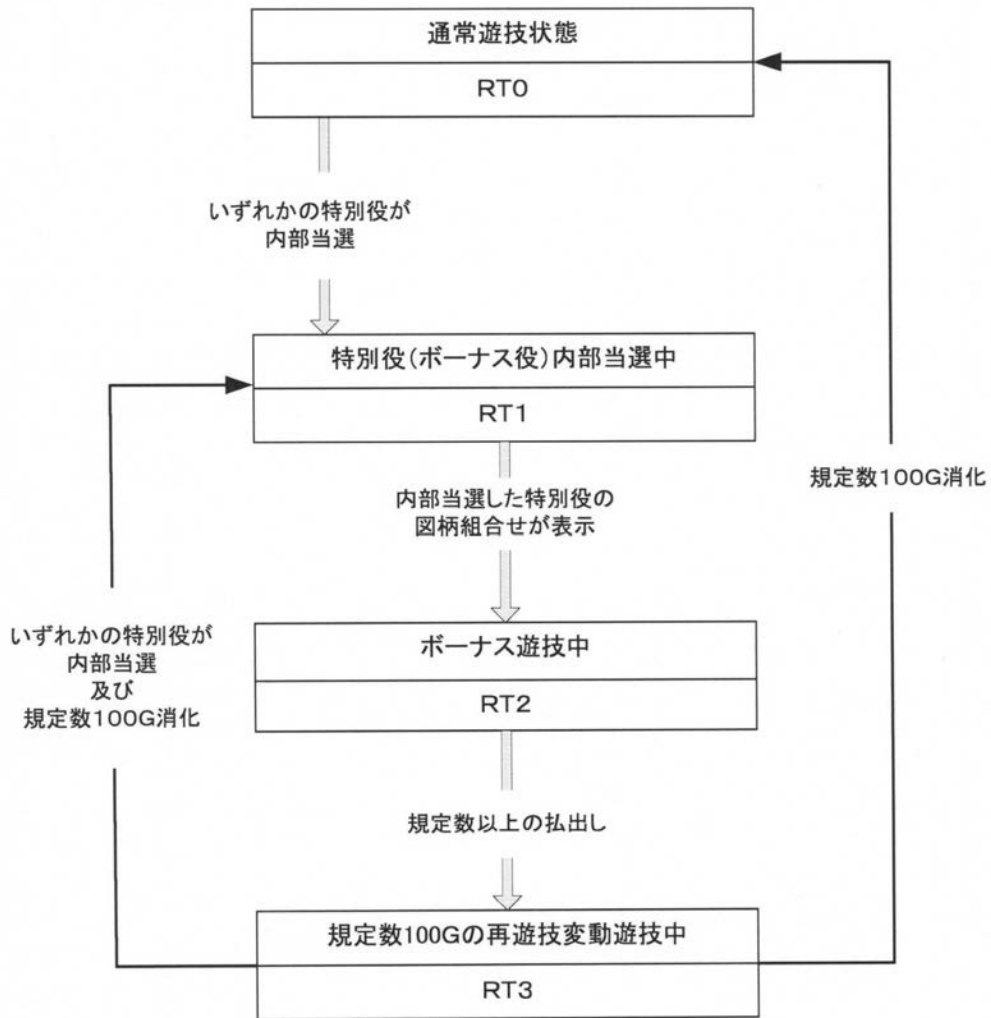 通常遊技状態
RT0
いずれかの特別役が
内部当選
特別役(ボーナス役)内部当選中
RT1
内部当選した特別役の
図柄組合せが表示
規定数100G消化
いずれかの特別役が
内部当選
及び
規定数100G消化
ボーナス遊技中
RT2
規定数以上の払出し
規定数100Gの再遊技変動遊技中
RT3